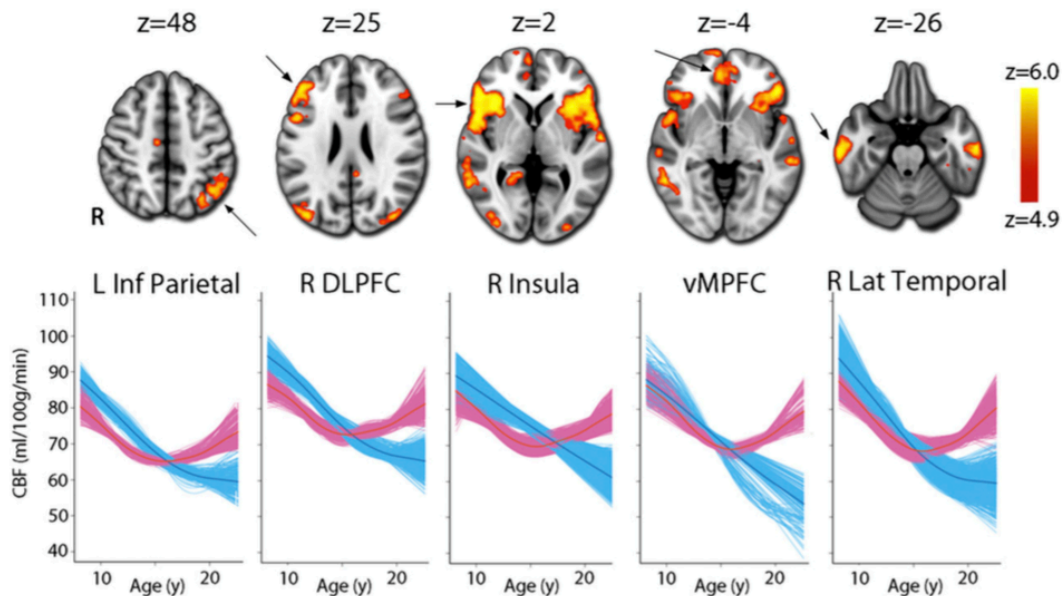 z=48 z=25 z=2 z=-4 z=-26
z=6.0
z=4.9
R
L Inf Parietal R DLPFC R Insula vMPFC R Lat Temporal
CBF (ml/100g/min)
110
100
90
80
70
60
50
40
10 20 10 20 10 20 10 20 10 20
Age (y) Age (y) Age (y) Age (y) Age (y)